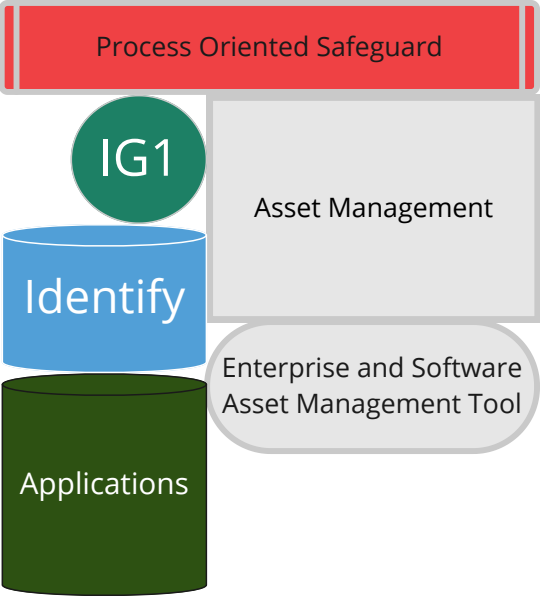 Process Oriented Safeguard
IG1
Asset Management
Identify
Enterprise and Software
Asset Management Tool
Applications